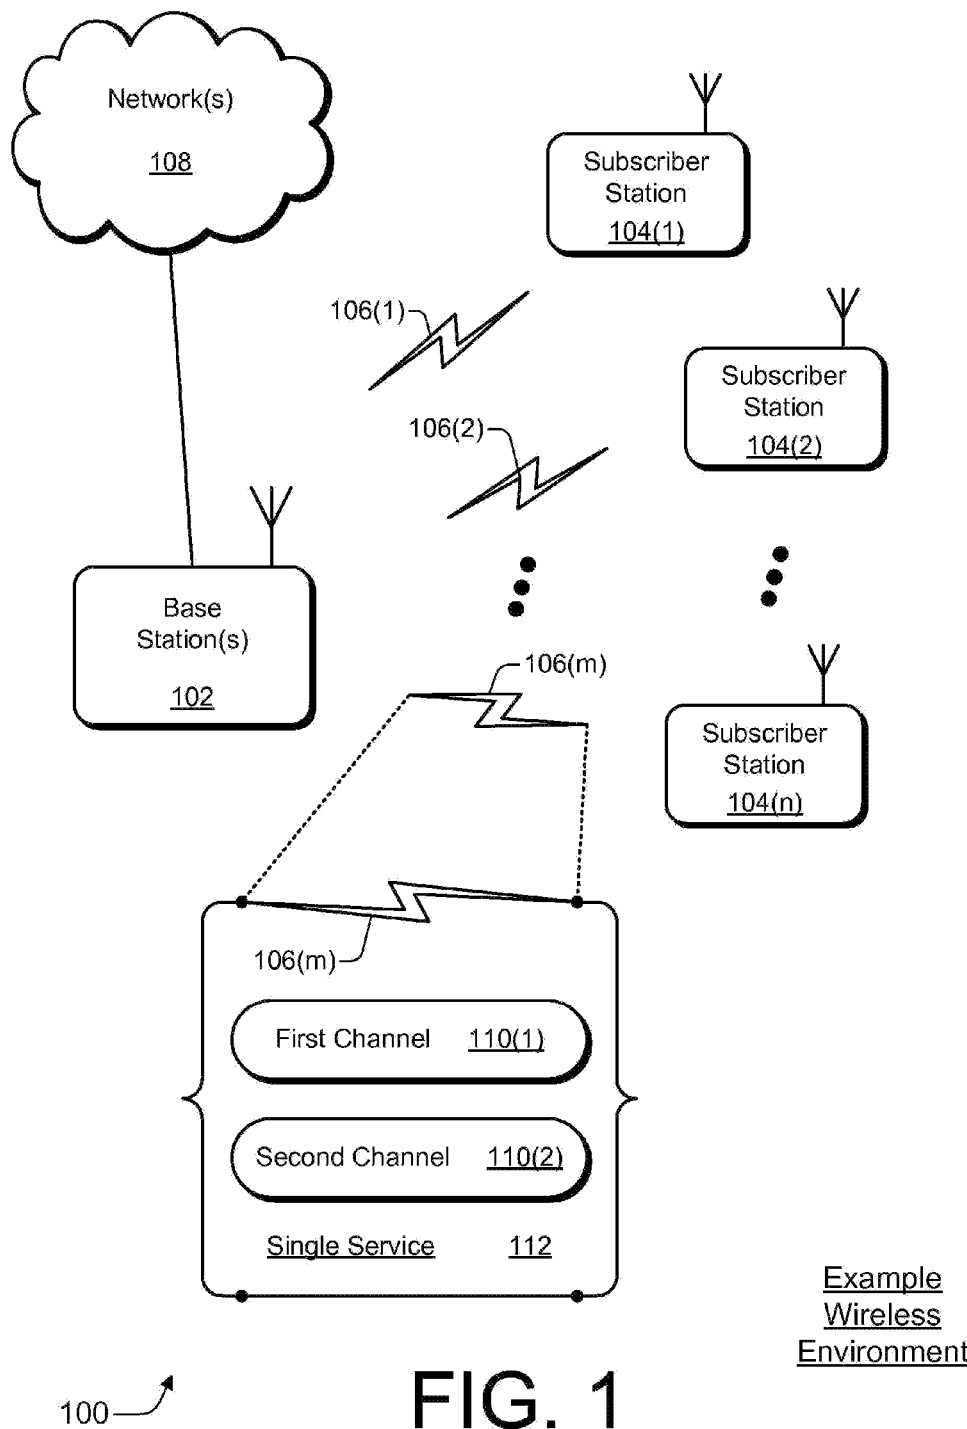 Network(s)
108
Subscriber
Station
104(1)
106(1)
Subscriber
Station
104(2)
106(2)
Base
Station(s)
102
106(m)
Subscriber
Station
104(n)
106(m)
First Channel 110(1)
Second Channel 110(2)
Single Service 112
Example
Wireless
Environment
100
FIG. 1